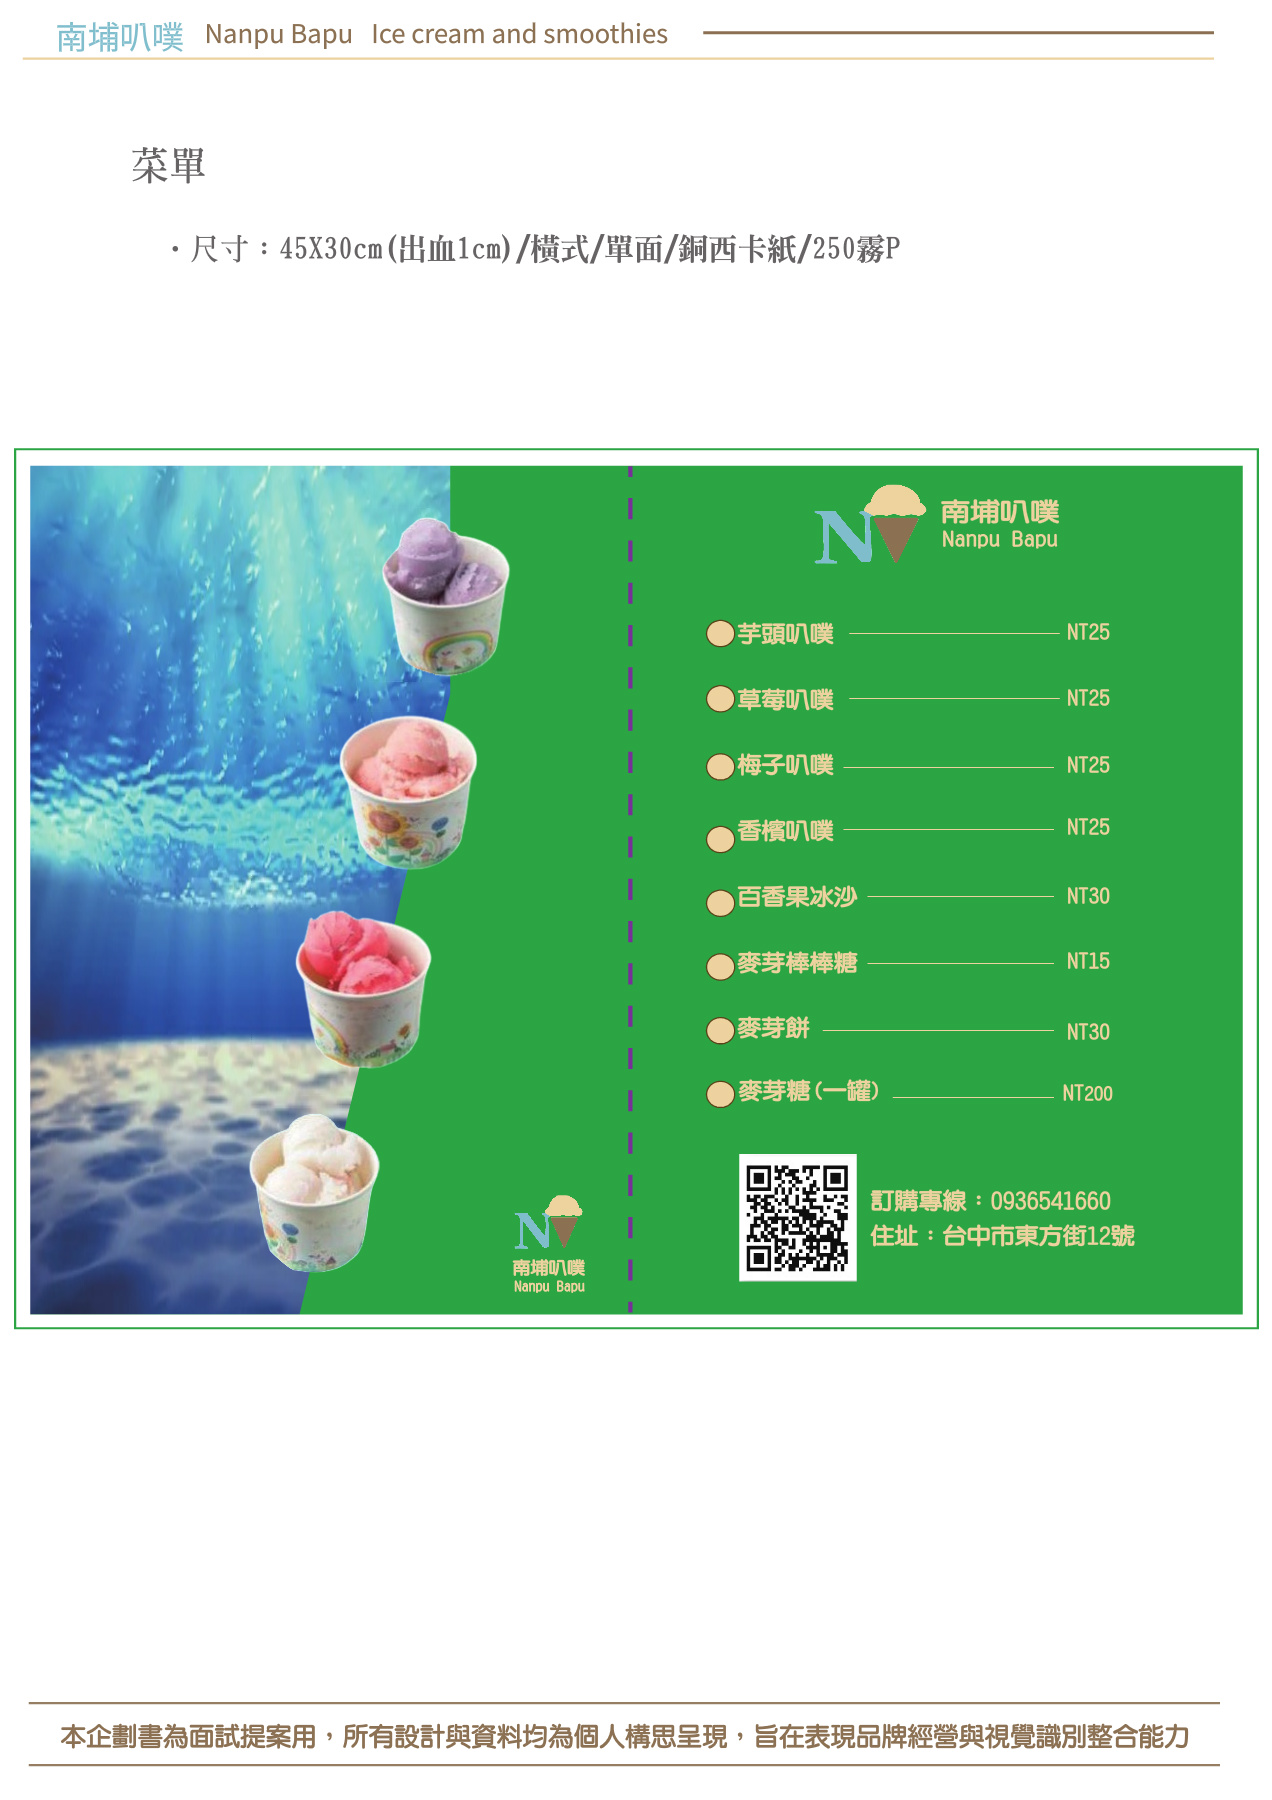 南埔叭噗 Nanpu Bapu Ice cream and smoothies
菜單
・尺寸：45X30cm(出血1cm)/橫式/單面/銅西卡紙/250霧P
N
南埔叭噗
Nanpu Bapu
芋頭叭噗 NT25
草莓叭噗 NT25
梅子叭噗 NT25
香檳叭噗 NT25
百香果冰沙 NT30
麥芽棒棒糖 NT15
麥芽餅 NT30
麥芽糖(一罐) NT200
訂購專線：0936541660
住址：台中市東方街12號
N
南埔叭噗
Nanpu Bapu
本企劃書為面試提案用，所有設計與資料均為個人構思呈現，旨在表現品牌經營與視覺識別整合能力